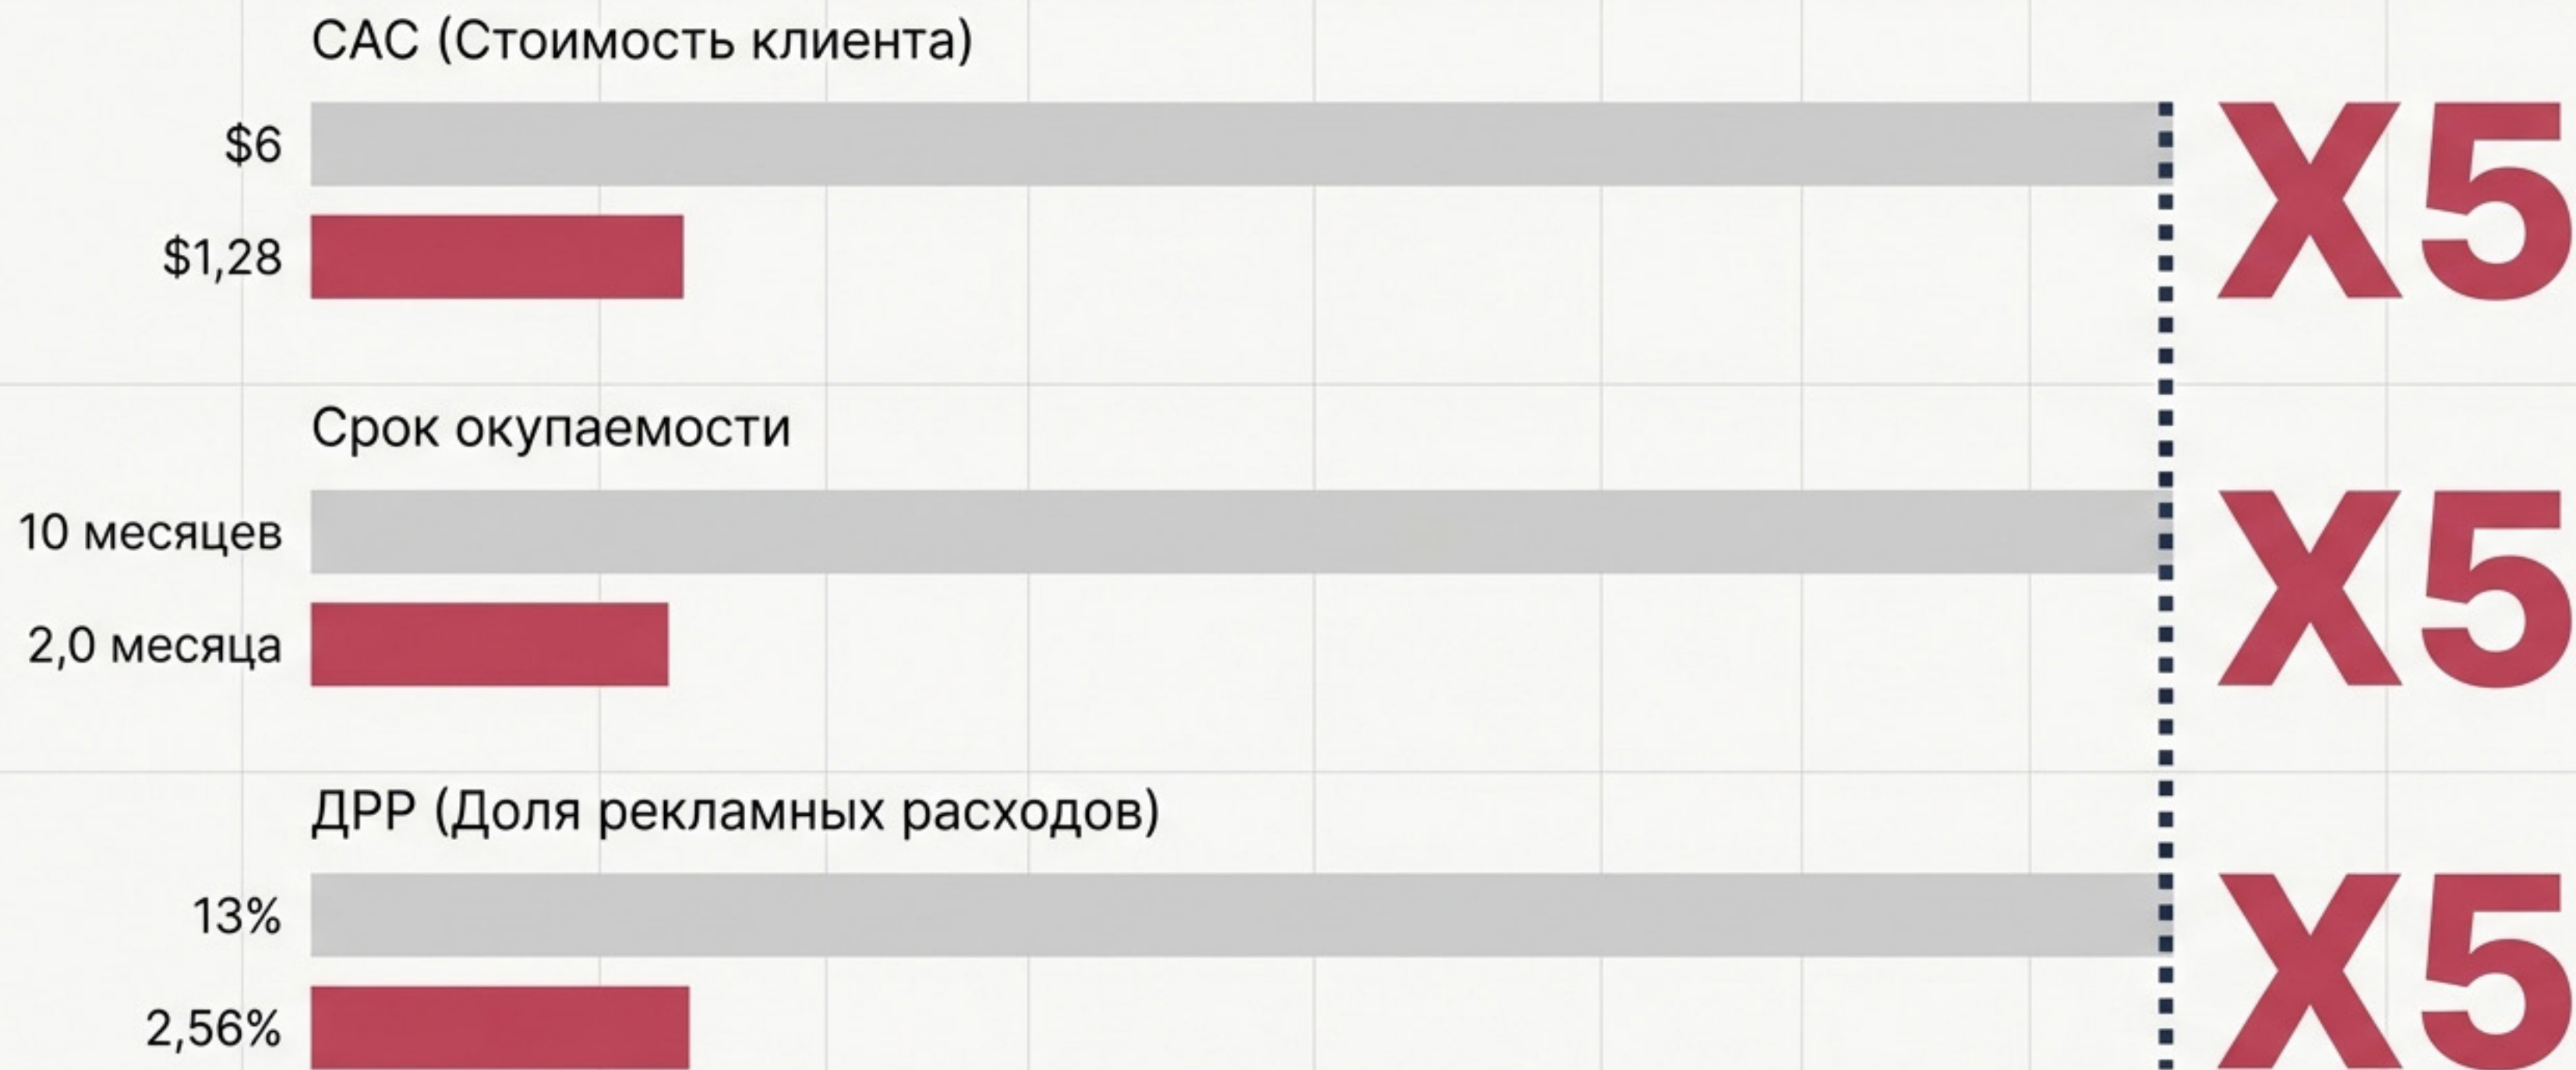 CAC (Стоимость клиента)
$6
X5
$1,28
Срок окупаемости
10 месяцев
X5
2,0 месяца
ДРР (Доля рекламных расходов)
13%
X5
2,56%